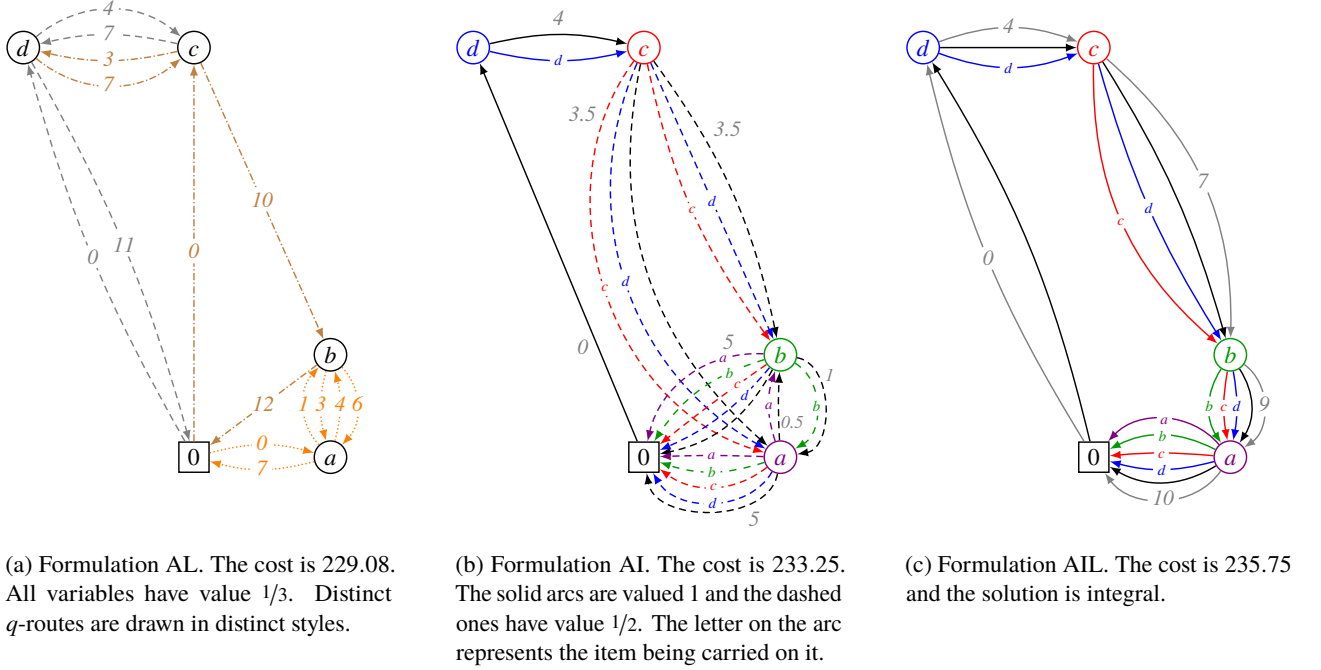 4
7
d
c
3
7
11
0
0
10
b
12
1
3
4
6
0
0
7
a
(a) Formulation AL. The cost is 229.08.
All variables have value 1/3. Distinct
q-routes are drawn in distinct styles.
4
d
c
d
3.5
3.5
d
c
d
c
0
5
a
b
b
c
d
1
b
a
0.5
0
a
b
c
d
a
5
(b) Formulation AI. The cost is 233.25.
The solid arcs are valued 1 and the dashed
ones have value 1/2. The letter on the arc
represents the item being carried on it.
4
d
c
d
7
d
c
0
b
b
c
d
9
a
b
0
c
d
a
10
(c) Formulation AIL. The cost is 235.75
and the solution is integral.